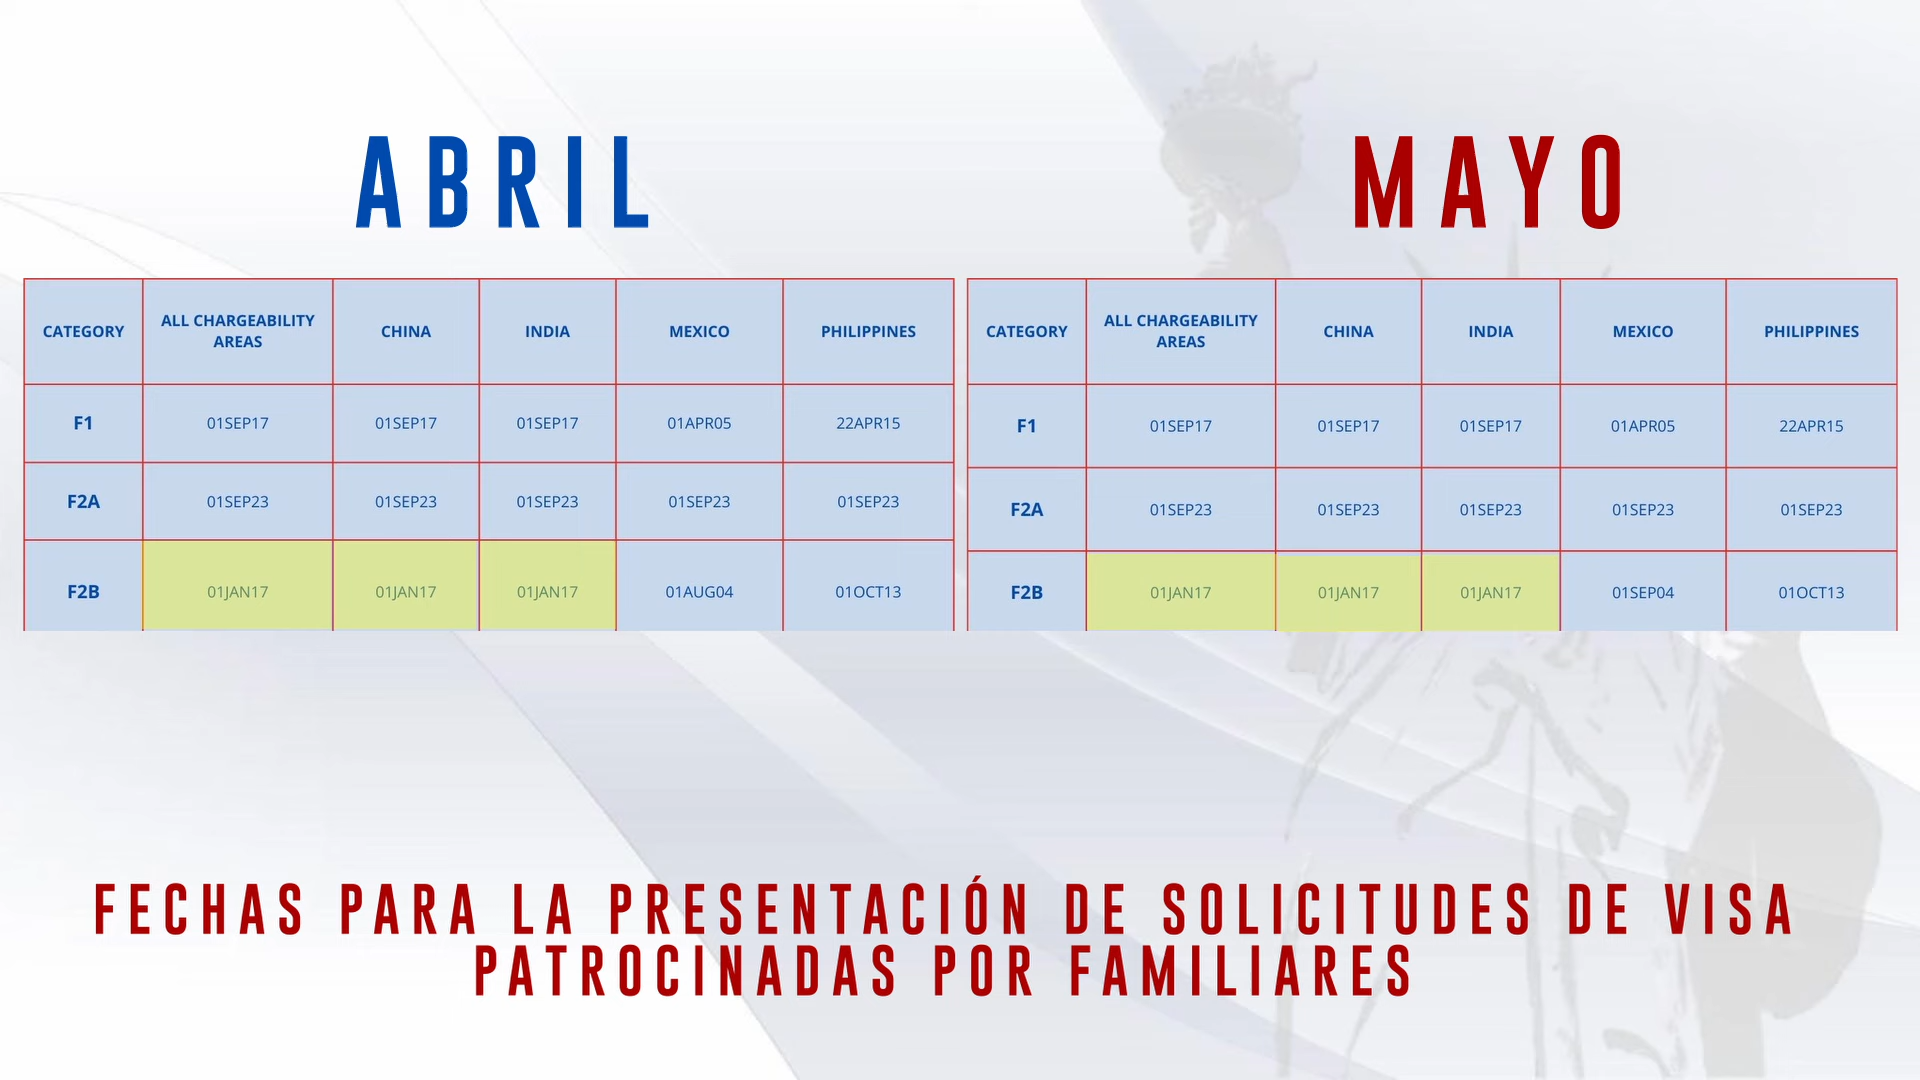 ABRIL
MAYO
CATEGORY ALL CHARGEABILITY AREAS CHINA INDIA MEXICO PHILIPPINES
F1 01SEP17 01SEP17 01SEP17 01APR05 22APR15
F2A 01SEP23 01SEP23 01SEP23 01SEP23 01SEP23
F2B 01JAN17 01JAN17 01JAN17 01AUG04 01OCT13
CATEGORY ALL CHARGEABILITY AREAS CHINA INDIA MEXICO PHILIPPINES
F1 01SEP17 01SEP17 01SEP17 01APR05 22APR15
F2A 01SEP23 01SEP23 01SEP23 01SEP23 01SEP23
F2B 01JAN17 01JAN17 01JAN17 01SEP04 01OCT13
FECHAS PARA LA PRESENTACIÓN DE SOLICITUDES DE VISA
PATROCINADAS POR FAMILIARES